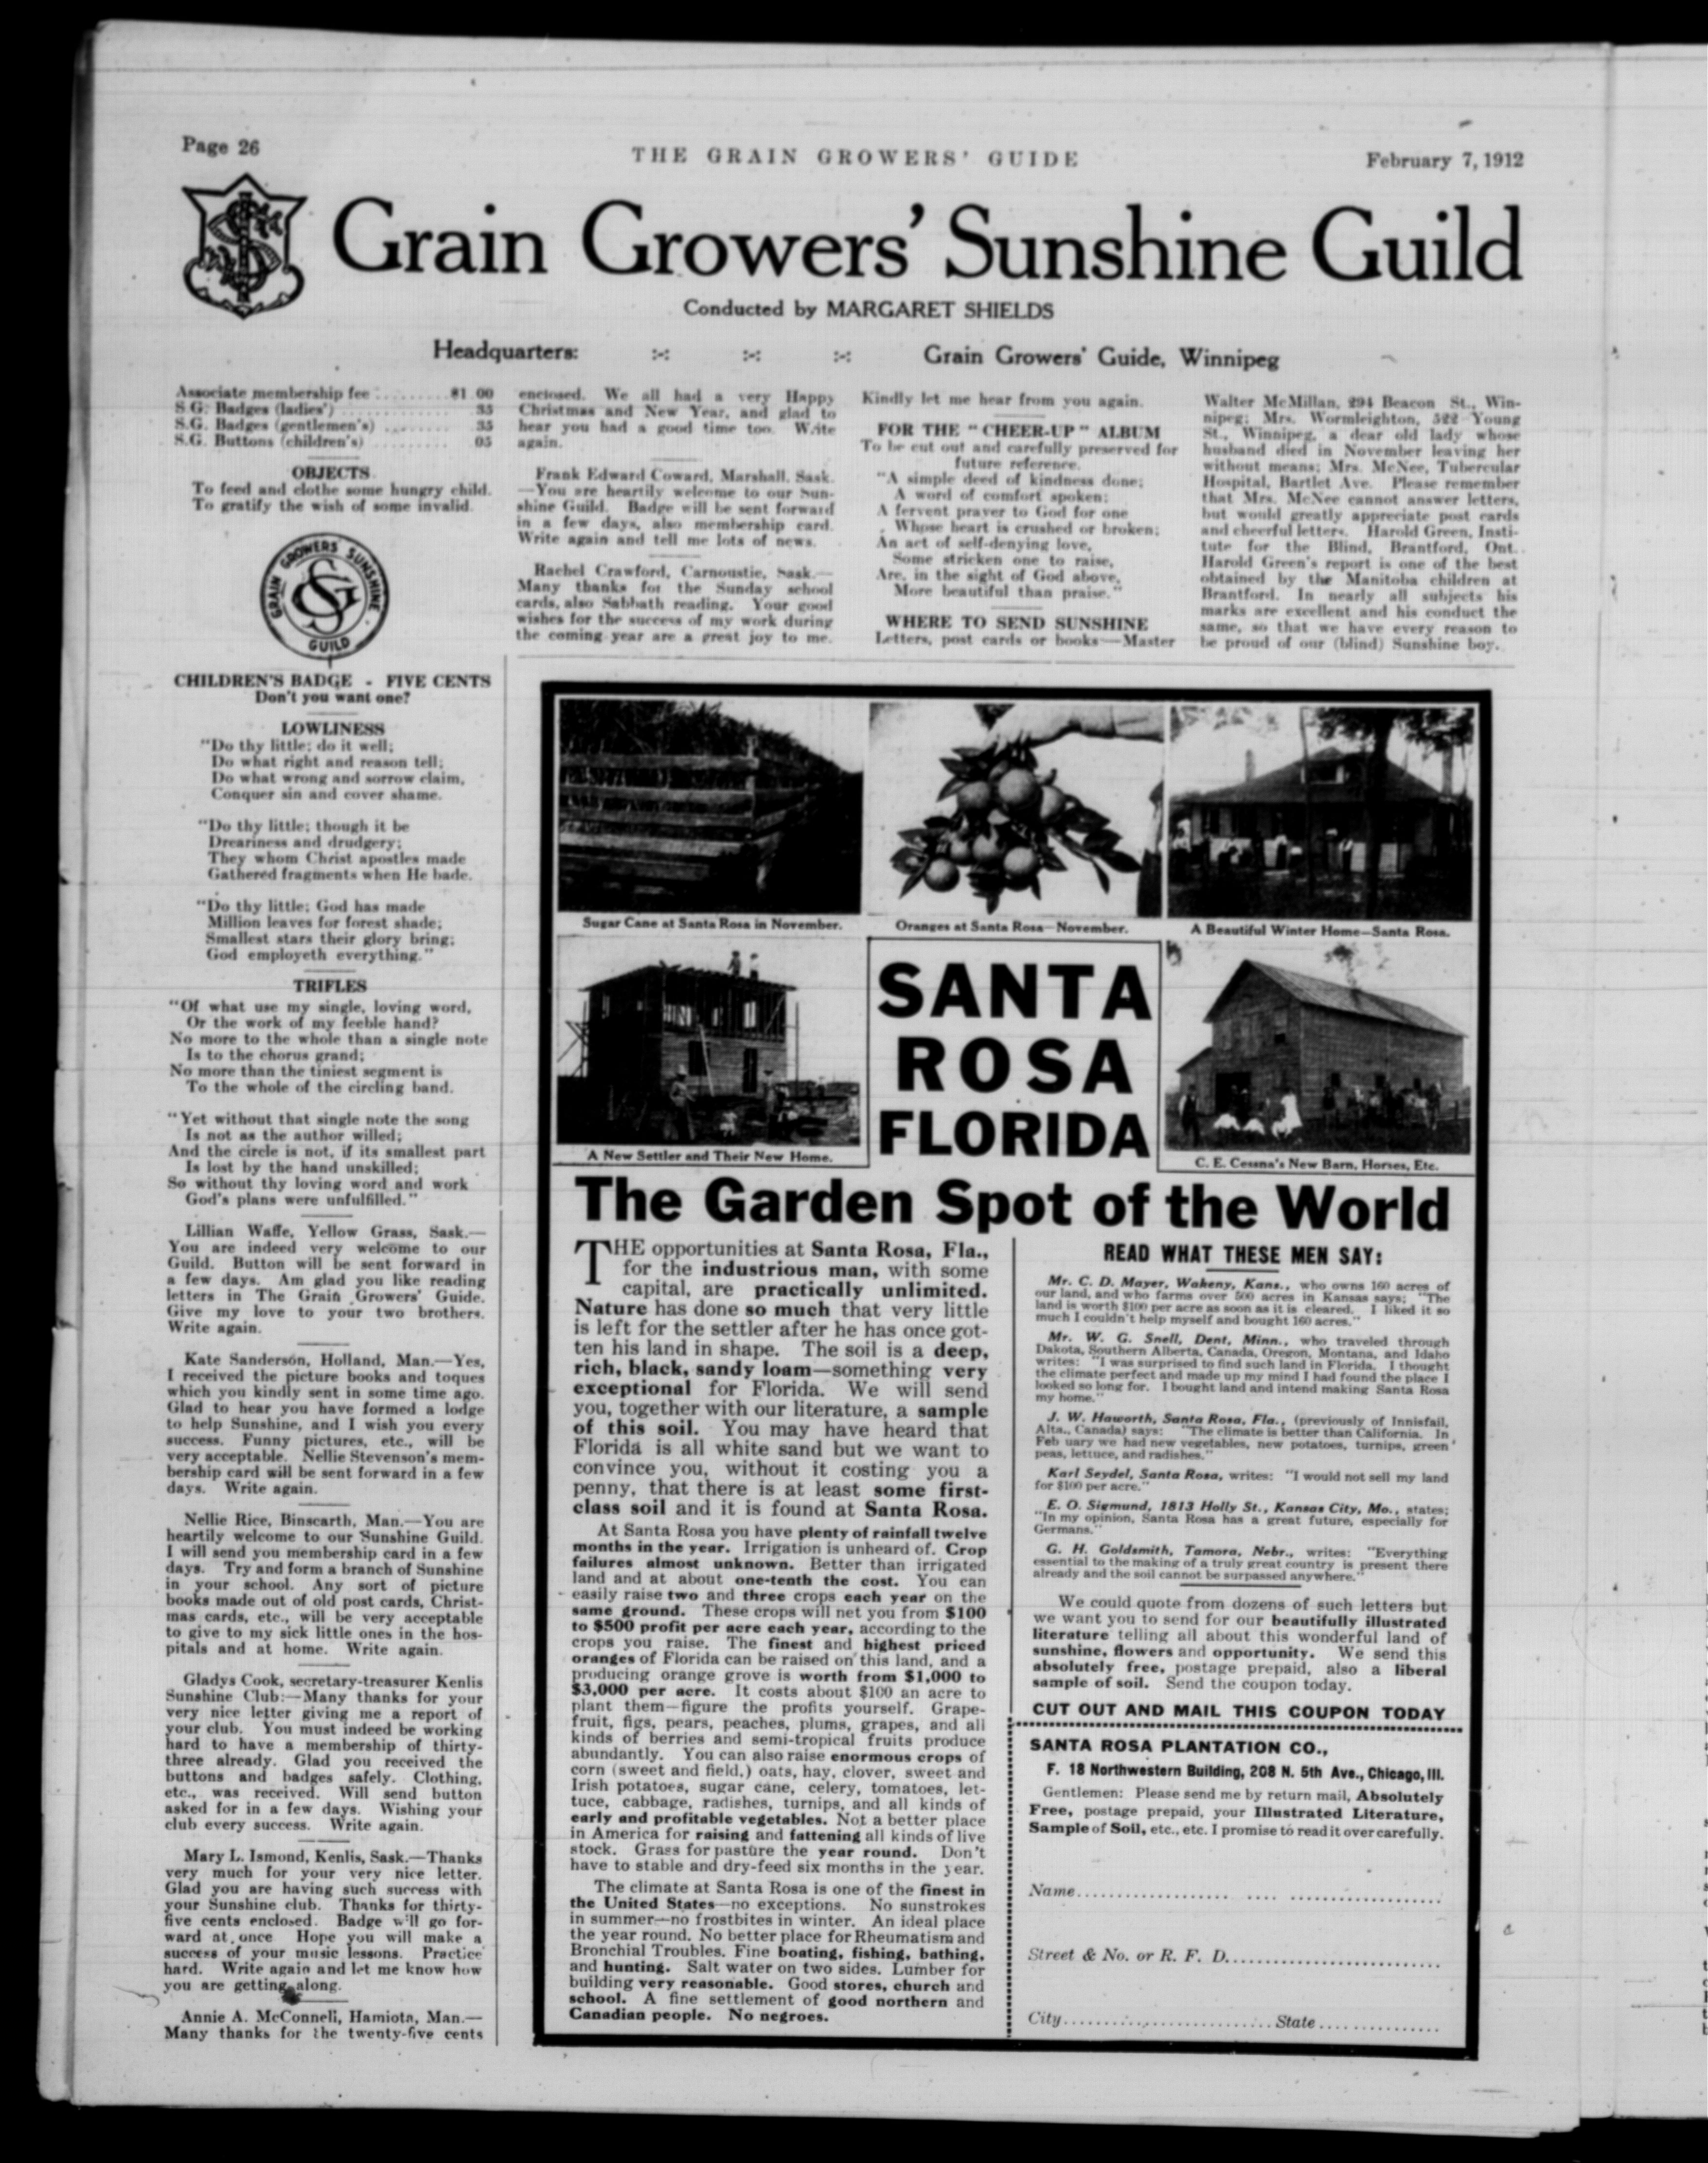 Page 26
THE GRAIN GROWERS' GUIDE
February 7, 1912
Grain Growers' Sunshine Guild
Conducted by MARGARET SHIELDS
Headquarters:
Grain Growers' Guide, Winnipeg
Associate membership fee ........ $1.00
S.G. Badges (ladies') .............. 35
S.G. Badges (gentlemen's) ........ 35
S.G. Buttons (children's) .......... 05
OBJECTS
To feed and clothe some hungry child.
To gratify the wish of some invalid.
GRAIN GROWERS' SUNSHINE
SG
GUILD
CHILDREN'S BADGE - FIVE CENTS
Don't you want one?
LOWLINESS
"Do thy little; do it well;
Do what right and reason tell;
Do what wrong and sorrow claim,
Conquer sin and cover shame.
"Do thy little; though it be
Dreariness and drudgery;
They whom Christ apostles made
Gathered fragments when He bade.
"Do thy little; God has made
Million leaves for forest shade;
Smallest stars their glory bring;
God employeth everything."
TRIFLES
"Of what use my single, loving word,
Or the work of my feeble hand?
No more to the whole than a single note
Is to the chorus grand;
No more than the tiniest segment is
To the whole of the circling band.
"Yet without that single note the song
Is not as the author willed;
And the circle is not, if its smallest part
Is lost by the hand unskilled;
So without thy loving word and work
God's plans were unfulfilled."
Lillian Waffe, Yellow Grass, Sask.—
You are indeed very welcome to our
Guild. Button will be sent forward in
a few days. Am glad you like reading
letters in The Grain Growers' Guide.
Give my love to your two brothers.
Write again.
Kate Sanderson, Holland, Man.—Yes,
I received the picture books and toques
which you kindly sent in some time ago.
Glad to hear you have formed a lodge
to help Sunshine, and I wish you every
success. Funny pictures, etc., will be
very acceptable. Nellie Stevenson's mem-
bership card will be sent forward in a few
days. Write again.
Nellie Rice, Binscarth, Man.—You are
heartily welcome to our Sunshine Guild.
I will send you membership card in a few
days. Try and form a branch of Sunshine
in your school. Any sort of picture
books made out of old post cards, Christ-
mas cards, etc., will be very acceptable
to give to my sick little ones in the hos-
pitals and at home. Write again.
Gladys Cook, secretary-treasurer Kenlis
Sunshine Club:—Many thanks for your
very nice letter giving me a report of
your club. You must indeed be working
hard to have a membership of thirty-
three already. Glad you received the
buttons and badges safely. Clothing,
etc., was received. Will send button
asked for in a few days. Wishing your
club every success. Write again.
Mary L. Ismond, Kenlis, Sask.—Thanks
very much for your very nice letter.
Glad you are having such success with
your Sunshine club. Thanks for thirty-
five cents enclosed. Badge will go for-
ward at once Hope you will make a
success of your music lessons. Practice
hard. Write again and let me know how
you are getting along.
Annie A. McConnell, Hamiota, Man.—
Many thanks for the twenty-five cents
enclosed. We all had a very Happy
Christmas and New Year, and glad to
hear you had a good time too. Write
again.
Frank Edward Coward, Marshall, Sask.
—You are heartily welcome to our Sun-
shine Guild. Badge will be sent forward
in a few days, also membership card.
Write again and tell me lots of news.
Rachel Crawford, Carnoustie, Sask.—
Many thanks for the Sunday school
cards, also Sabbath reading. Your good
wishes for the success of my work during
the coming year are a great joy to me.
Kindly let me hear from you again.
FOR THE "CHEER-UP" ALBUM
To be cut out and carefully preserved for
future reference.
"A simple deed of kindness done;
A word of comfort spoken;
A fervent prayer to God for one
Whose heart is crushed or broken;
An act of self-denying love,
Some stricken one to raise,
Are, in the sight of God above,
More beautiful than praise."
WHERE TO SEND SUNSHINE
Letters, post cards or books—Master
Walter McMillan, 294 Beacon St., Win-
nipeg; Mrs. Wormleighton, 522 Young
St., Winnipeg, a dear old lady whose
husband died in November leaving her
without means; Mrs. McNee, Tubercular
Hospital, Bartlet Ave. Please remember
that Mrs. McNee cannot answer letters,
but would greatly appreciate post cards
and cheerful letters. Harold Green, Insti-
tute for the Blind, Brantford, Ont.
Harold Green's report is one of the best
obtained by the Manitoba children at
Brantford. In nearly all subjects his
marks are excellent and his conduct the
same, so that we have every reason to
be proud of our (blind) Sunshine boy.
Sugar Cane at Santa Rosa in November.
Oranges at Santa Rosa—November.
A Beautiful Winter Home—Santa Rosa.
A New Settler and Their New Home.
SANTA
ROSA
FLORIDA
C. E. Cessna's New Barn, Horses, Etc.
The Garden Spot of the World
THE opportunities at Santa Rosa, Fla.,
for the industrious man, with some
capital, are practically unlimited.
Nature has done so much that very little
is left for the settler after he has once got-
ten his land in shape. The soil is a deep,
rich, black, sandy loam—something very
exceptional for Florida. We will send
you, together with our literature, a sample
of this soil. You may have heard that
Florida is all white sand but we want to
convince you, without it costing you a
penny, that there is at least some first-
class soil and it is found at Santa Rosa.
At Santa Rosa you have plenty of rainfall twelve
months in the year. Irrigation is unheard of. Crop
failures almost unknown. Better than irrigated
land and at about one-tenth the cost. You can
easily raise two and three crops each year on the
same ground. These crops will net you from $100
to $500 profit per acre each year, according to the
crops you raise. The finest and highest priced
oranges of Florida can be raised on this land, and a
producing orange grove is worth from $1,000 to
$3,000 per acre. It costs about $100 an acre to
plant them—figure the profits yourself. Grape-
fruit, figs, pears, peaches, plums, grapes, and all
kinds of berries and semi-tropical fruits produce
abundantly. You can also raise enormous crops of
corn (sweet and field,) oats, hay, clover, sweet and
Irish potatoes, sugar cane, celery, tomatoes, let-
tuce, cabbage, radishes, turnips, and all kinds of
early and profitable vegetables. Not a better place
in America for raising and fattening all kinds of live
stock. Grass for pasture the year round. Don't
have to stable and dry-feed six months in the year.
The climate at Santa Rosa is one of the finest in
the United States—no exceptions. No sunstrokes
in summer—no frostbites in winter. An ideal place
the year round. No better place for Rheumatism and
Bronchial Troubles. Fine boating, fishing, bathing,
and hunting. Salt water on two sides. Lumber for
building very reasonable. Good stores, church and
school. A fine settlement of good northern and
Canadian people. No negroes.
READ WHAT THESE MEN SAY:
Mr. C. D. Mayer, Wakeny, Kans., who owns 160 acres of
our land, and who farms over 500 acres in Kansas says; "The
land is worth $100 per acre as soon as it is cleared. I liked it so
much I couldn't help myself and bought 160 acres."
Mr. W. G. Snell, Dent, Minn., who traveled through
Dakota, Southern Alberta, Canada, Oregon, Montana, and Idaho
writes: "I was surprised to find such land in Florida. I thought
the climate perfect and made up my mind I had found the place I
looked so long for. I bought land and intend making Santa Rosa
my home."
J. W. Haworth, Santa Rosa, Fla., (previously of Innisfail,
Alta., Canada) says: "The climate is better than California. In
Feb uary we had new vegetables, new potatoes, turnips, green
peas, lettuce, and radishes."
Karl Seydel, Santa Rosa, writes: "I would not sell my land
for $100 per acre."
E. O. Sigmund, 1813 Holly St., Kansas City, Mo., states;
"In my opinion, Santa Rosa has a great future, especially for
Germans."
G. H. Goldsmith, Tamora, Nebr., writes: "Everything
essential to the making of a truly great country is present there
already and the soil cannot be surpassed anywhere."
We could quote from dozens of such letters but
we want you to send for our beautifully illustrated
literature telling all about this wonderful land of
sunshine, flowers and opportunity. We send this
absolutely free, postage prepaid, also a liberal
sample of soil. Send the coupon today.
CUT OUT AND MAIL THIS COUPON TODAY
SANTA ROSA PLANTATION CO.,
F. 18 Northwestern Building, 208 N. 5th Ave., Chicago, Ill.
Gentlemen: Please send me by return mail, Absolutely
Free, postage prepaid, your Illustrated Literature,
Sample of Soil, etc., etc. I promise to read it over carefully.
Name
Street & No. or R. F. D.
City State